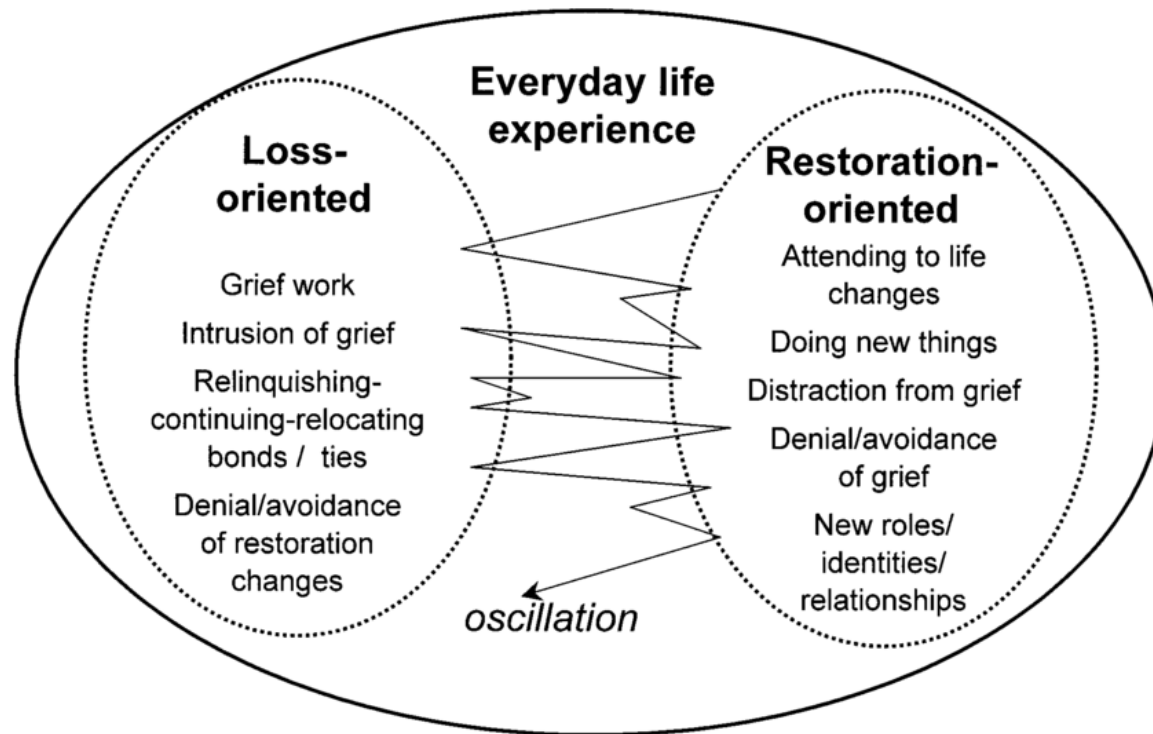 Everyday life
experience
Loss-
oriented
Grief work
Intrusion of grief
Relinquishing-
continuing-relocating
bonds / ties
Denial/avoidance
of restoration
changes
Restoration-
oriented
Attending to life
changes
Doing new things
Distraction from grief
Denial/avoidance
of grief
New roles/
identities/
relationships
oscillation